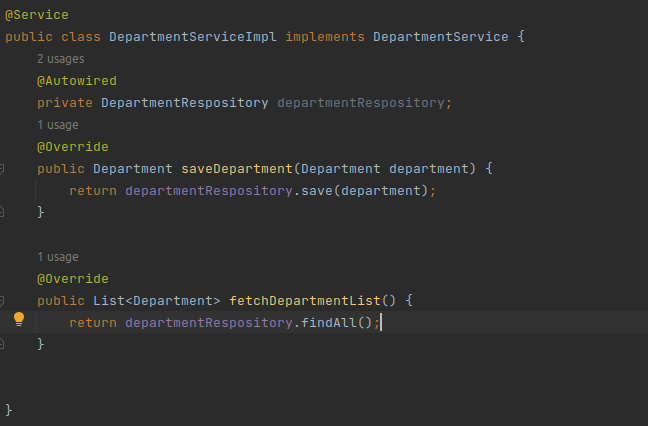 @Service
public class DepartmentServiceImpl implements DepartmentService {
2 usages
@Autowired
private DepartmentRespository departmentRespository;
1 usage
@Override
public Department saveDepartment(Department department) {
return departmentRespository.save(department);
}
1 usage
@Override
public List<Department> fetchDepartmentList() {
return departmentRespository.findAll();
}
}